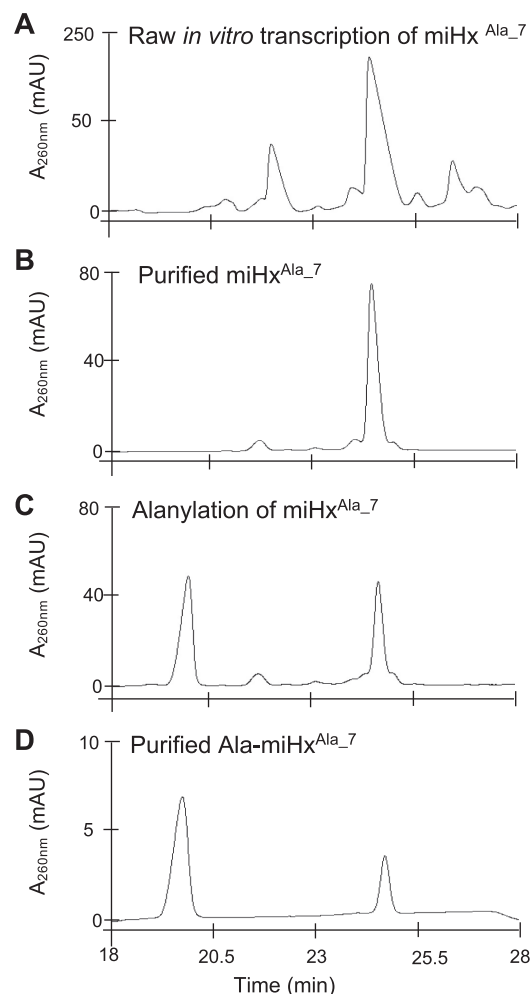 A
Raw in vitro transcription of miHx Ala_7
250
50
0
A260nm (mAU)
B
Purified miHxAla_7
80
40
0
A260nm (mAU)
C
Alanylation of miHxAla_7
80
40
0
A260nm (mAU)
D
Purified Ala-miHxAla_7
10
5
0
A260nm (mAU)
18 20.5 23 25.5 28
Time (min)